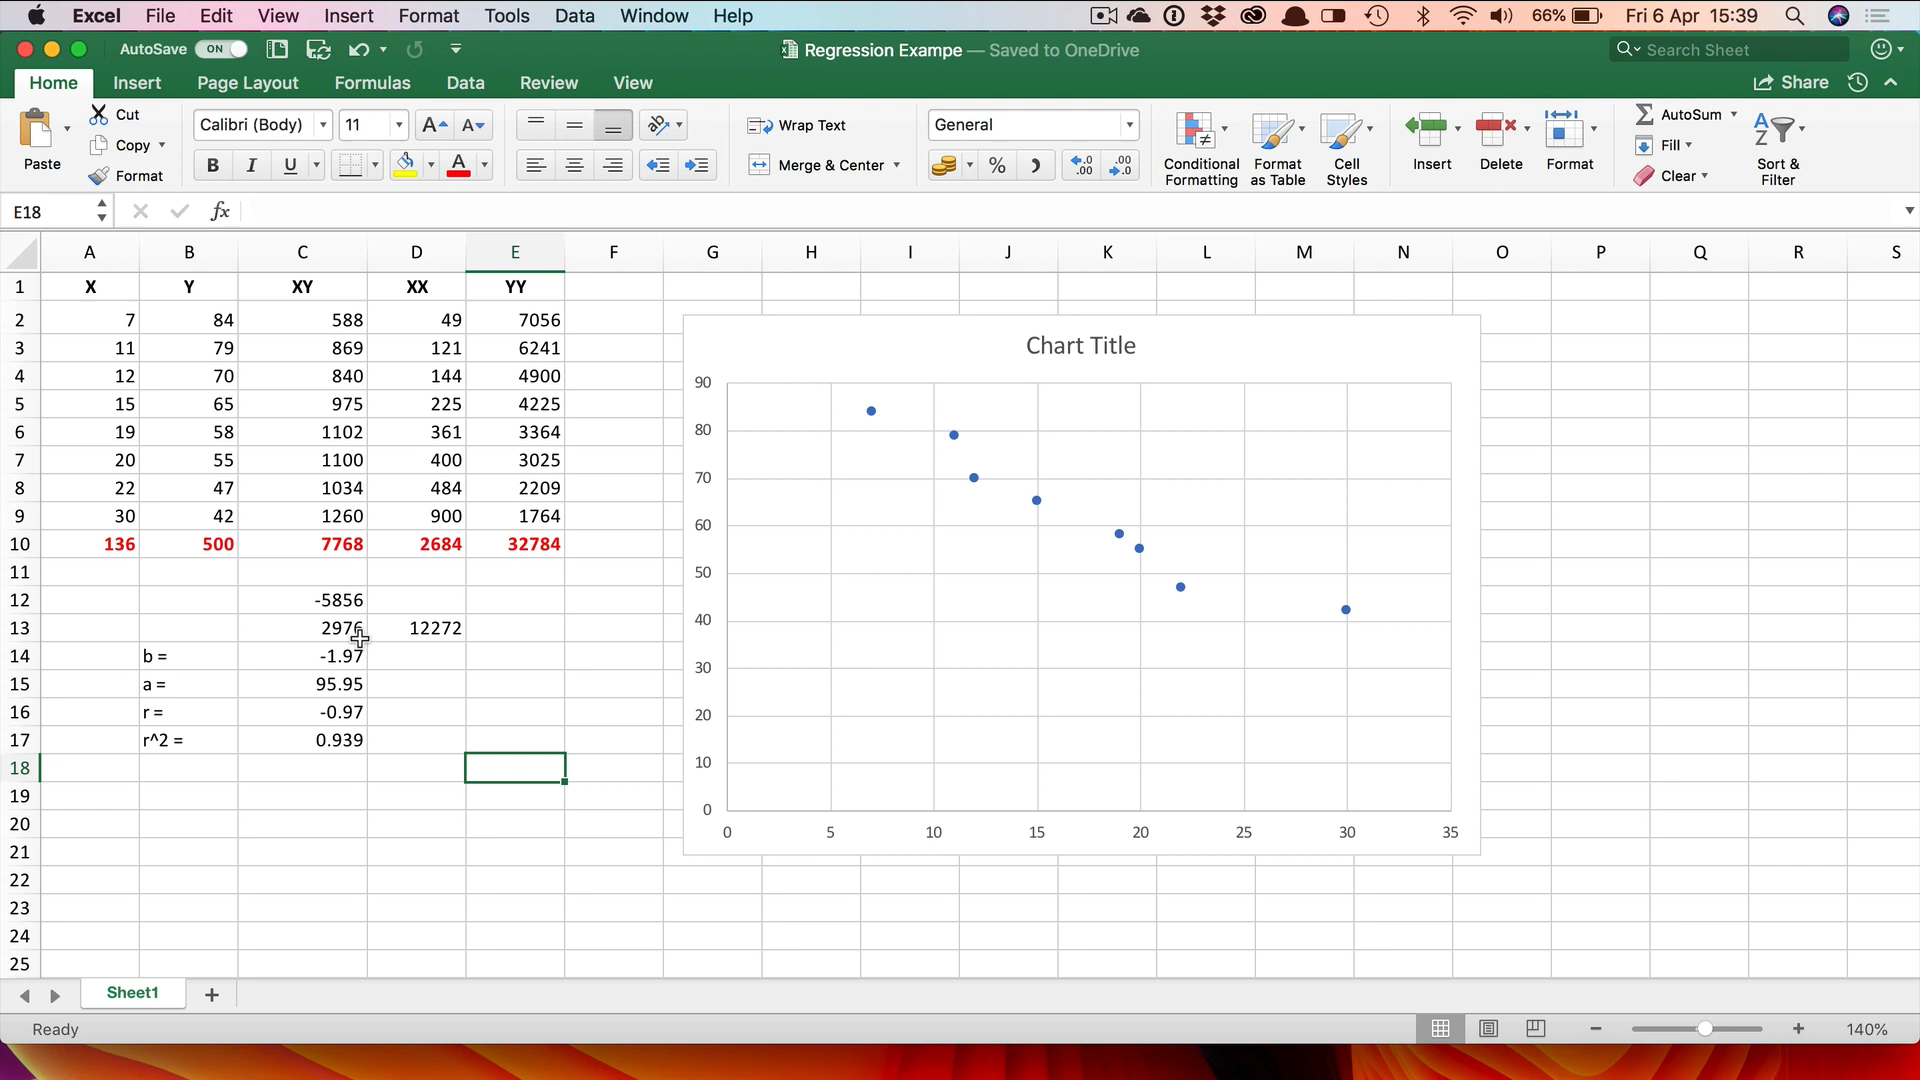 Excel File Edit View Insert Format Tools Data Window Help 66% Fri 6 Apr 15:39
AutoSave ON Regression Exampe — Saved to OneDrive Search Sheet
Home Insert Page Layout Formulas Data Review View Share
Paste Cut Copy Format
Calibri (Body) 11
B I U A
Wrap Text
Merge & Center
General
%
Conditional Formatting
Format as Table
Cell Styles
Insert Delete Format
AutoSum
Fill
Clear
Sort & Filter
E18 fx
A B C D E F G H I J K L M N O P Q R S
1 X Y XY XX YY
2 7 84 588 49 7056
3 11 79 869 121 6241
4 12 70 840 144 4900
5 15 65 975 225 4225
6 19 58 1102 361 3364
7 20 55 1100 400 3025
8 22 47 1034 484 2209
9 30 42 1260 900 1764
10 136 500 7768 2684 32784
11
12 -5856
13 2976 12272
14 b = -1.97
15 a = 95.95
16 r = -0.97
17 r^2 = 0.939
18
19
20
21
22
23
24
25
Chart Title
90
80
70
60
50
40
30
20
10
0
0 5 10 15 20 25 30 35
Sheet1
Ready 140%